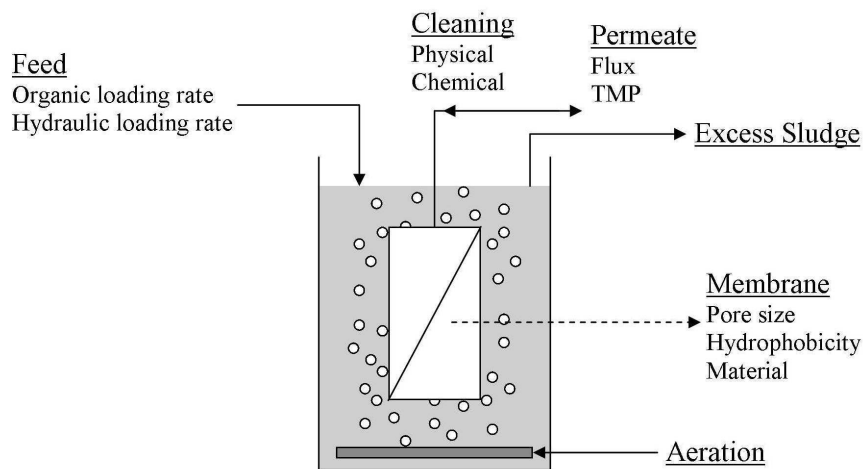 Cleaning
Physical
Chemical
Permeate
Flux
TMP
Feed
Organic loading rate
Hydraulic loading rate
Excess Sludge
Membrane
Pore size
Hydrophobicity
Material
Aeration